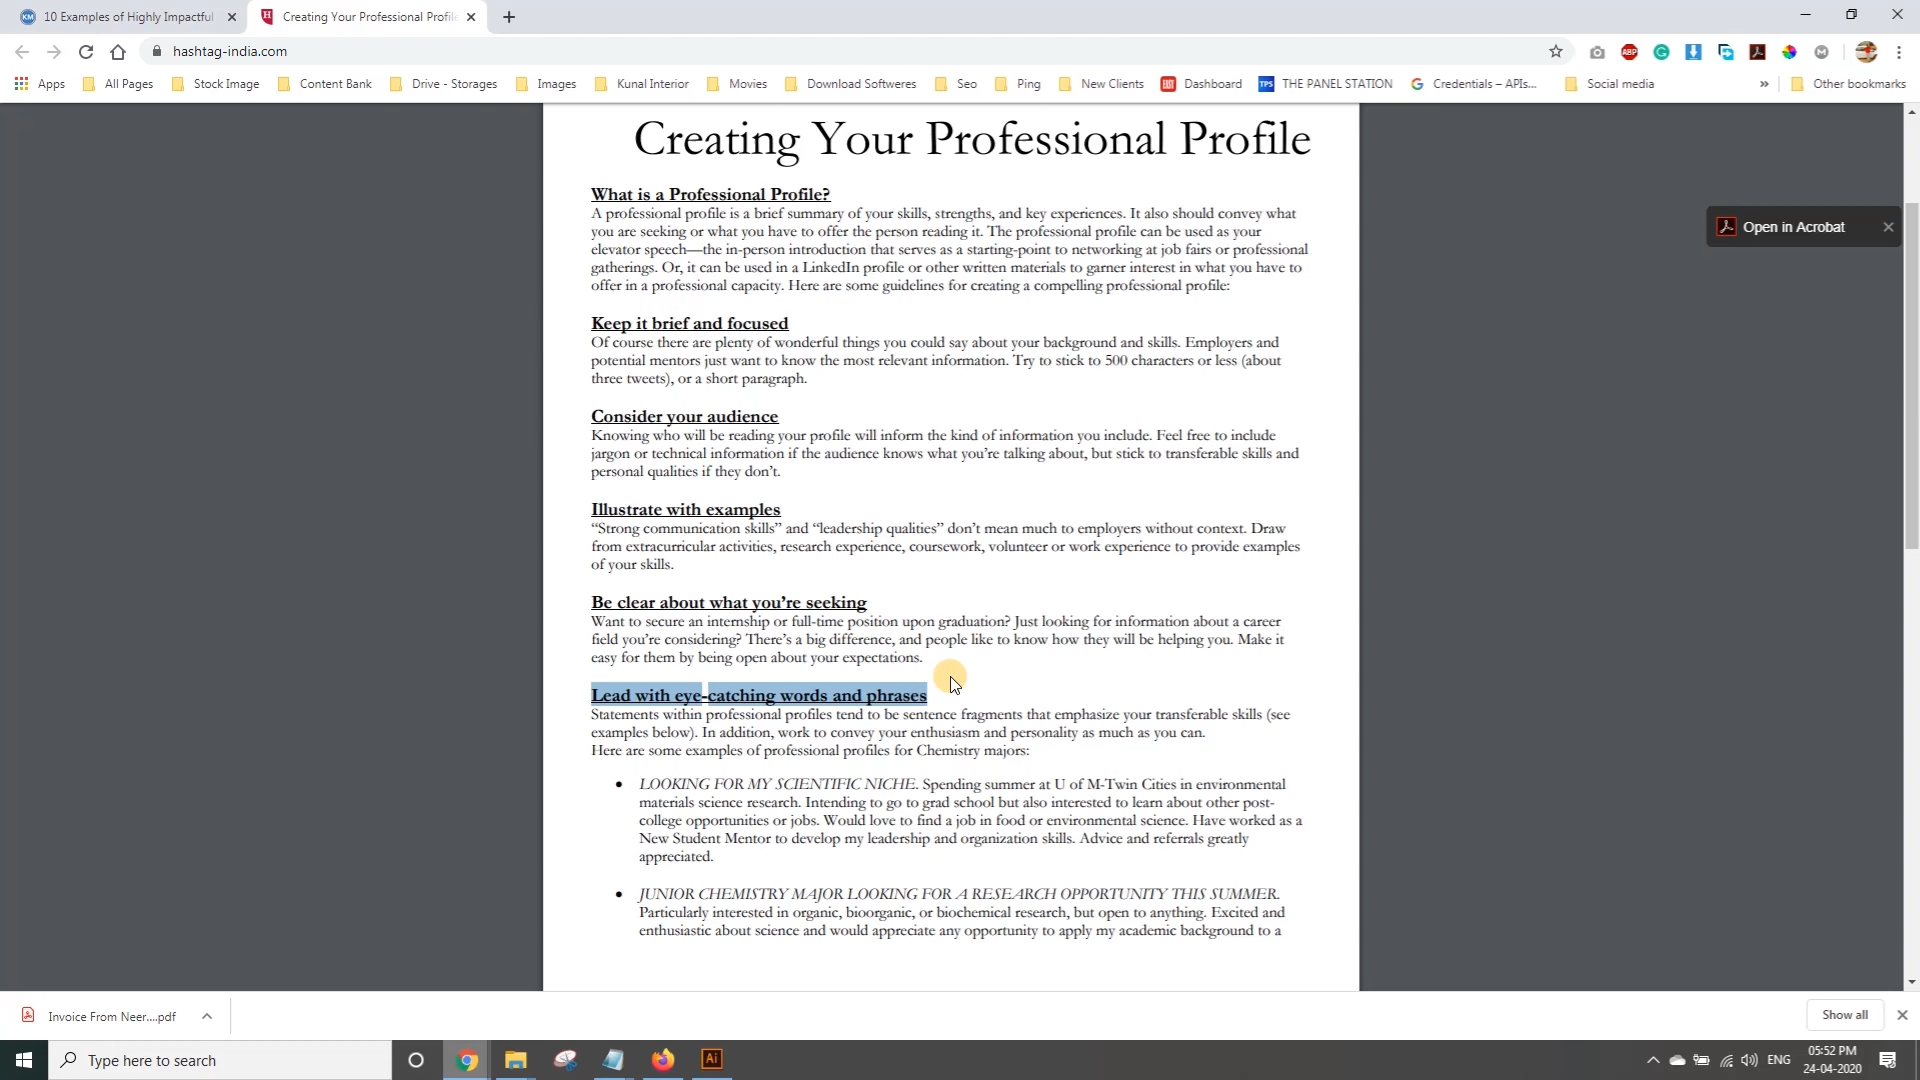 10 Examples of Highly Impactful
Creating Your Professional Profile
hashtag-india.com
Apps All Pages Stock Image Content Bank Drive - Storages Images Kunal Interior Movies Download Softweres Seo Ping New Clients Dashboard THE PANEL STATION Credentials – APIs... Social media » Other bookmarks
Creating Your Professional Profile
What is a Professional Profile?
A professional profile is a brief summary of your skills, strengths, and key experiences. It also should convey what
you are seeking or what you have to offer the person reading it. The professional profile can be used as your
elevator speech—the in-person introduction that serves as a starting-point to networking at job fairs or professional
gatherings. Or, it can be used in a LinkedIn profile or other written materials to garner interest in what you have to
offer in a professional capacity. Here are some guidelines for creating a compelling professional profile:
Open in Acrobat
Keep it brief and focused
Of course there are plenty of wonderful things you could say about your background and skills. Employers and
potential mentors just want to know the most relevant information. Try to stick to 500 characters or less (about
three tweets), or a short paragraph.
Consider your audience
Knowing who will be reading your profile will inform the kind of information you include. Feel free to include
jargon or technical information if the audience knows what you're talking about, but stick to transferable skills and
personal qualities if they don't.
Illustrate with examples
“Strong communication skills” and “leadership qualities” don't mean much to employers without context. Draw
from extracurricular activities, research experience, coursework, volunteer or work experience to provide examples
of your skills.
Be clear about what you're seeking
Want to secure an internship or full-time position upon graduation? Just looking for information about a career
field you're considering? There's a big difference, and people like to know how they will be helping you. Make it
easy for them by being open about your expectations.
Lead with eye-catching words and phrases
Statements within professional profiles tend to be sentence fragments that emphasize your transferable skills (see
examples below). In addition, work to convey your enthusiasm and personality as much as you can.
Here are some examples of professional profiles for Chemistry majors:
• LOOKING FOR MY SCIENTIFIC NICHE. Spending summer at U of M-Twin Cities in environmental
materials science research. Intending to go to grad school but also interested to learn about other post-
college opportunities or jobs. Would love to find a job in food or environmental science. Have worked as a
New Student Mentor to develop my leadership and organization skills. Advice and referrals greatly
appreciated.
• JUNIOR CHEMISTRY MAJOR LOOKING FOR A RESEARCH OPPORTUNITY THIS SUMMER.
Particularly interested in organic, bioorganic, or biochemical research, but open to anything. Excited and
enthusiastic about science and would appreciate any opportunity to apply my academic background to a
Invoice From Neer....pdf
Show all
Type here to search
Ai
ENG
05:52 PM
24-04-2020